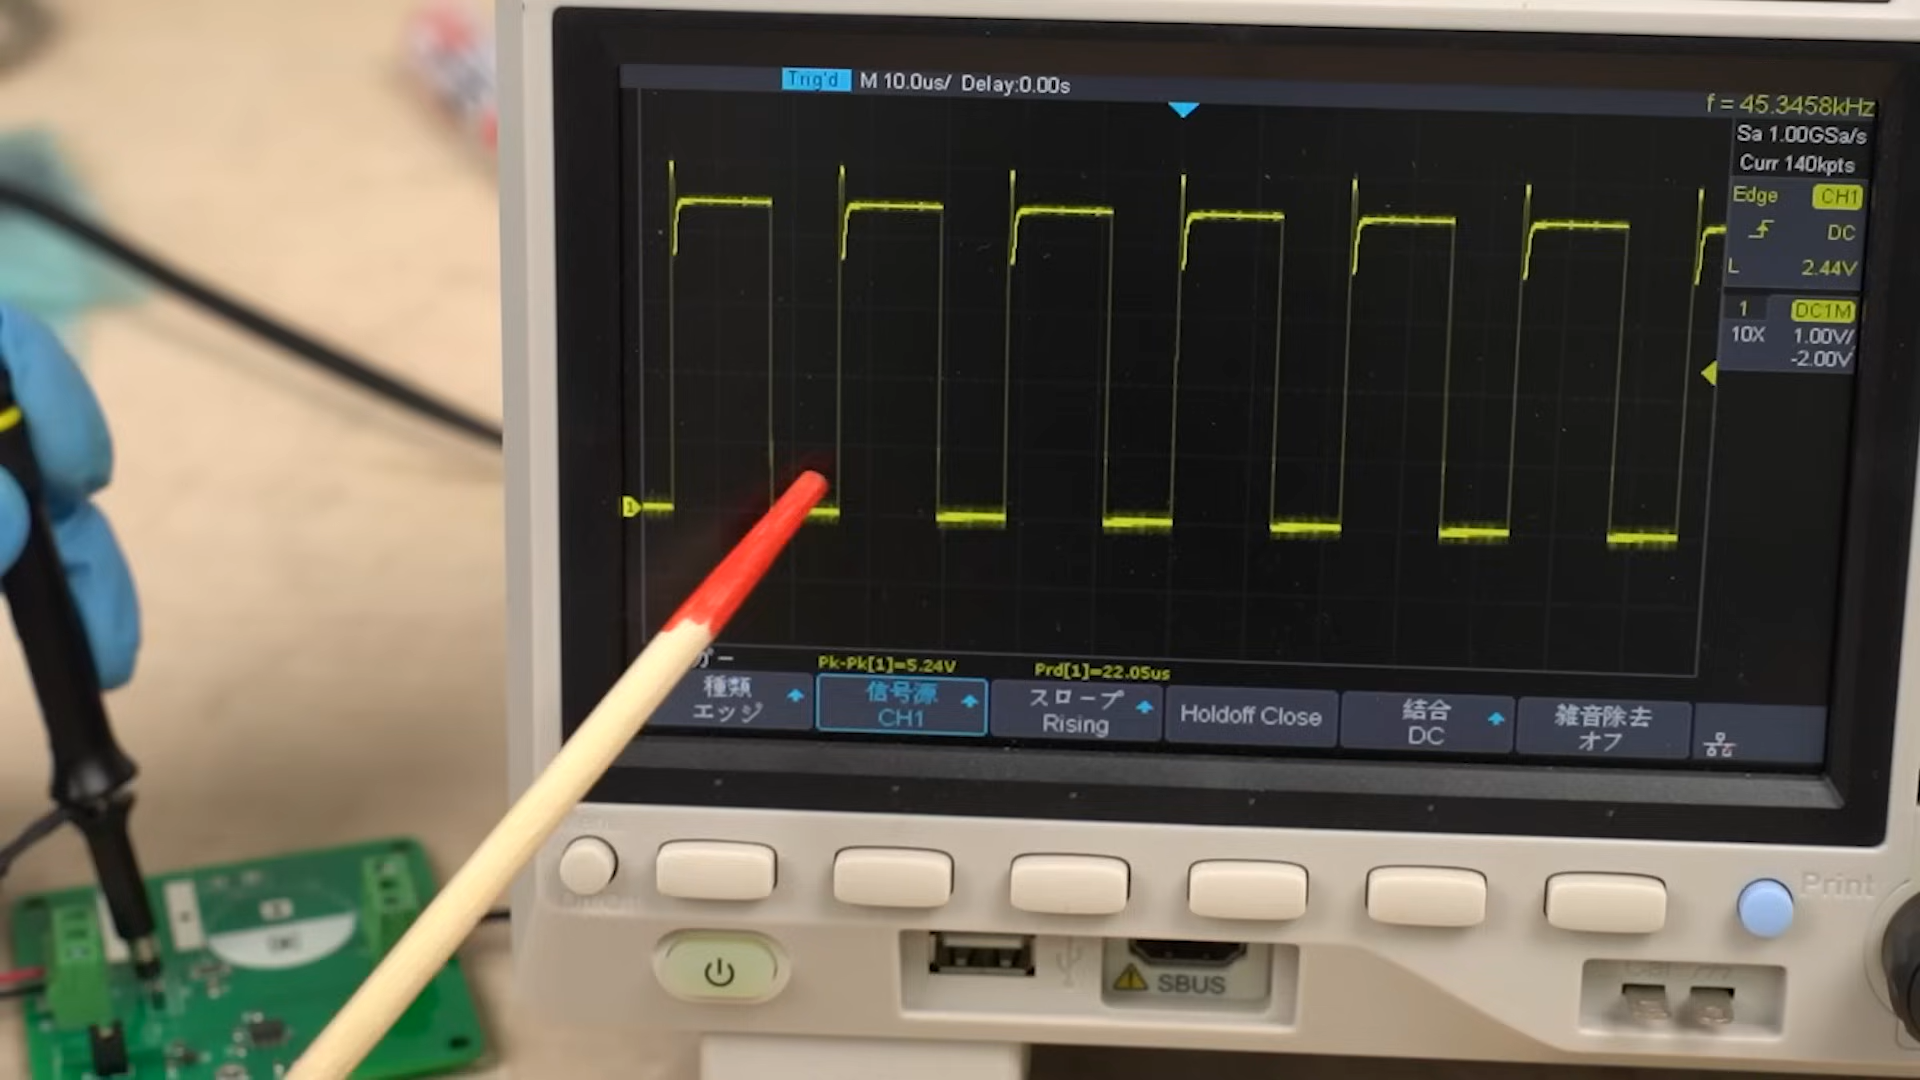 Trig'd M 10.0us/ Delay:0.00s
f = 45.3458kHz
Sa 1.00GSa/s
Curr 140kpts
Edge CH1
DC
L 2.44V
1 DC1M
10X 1.00V/
-2.00V
1
Pk-Pk[1]=5.24V Prd[1]=22.05us
種類
エッジ
信号源
CH1
スロープ
Rising
Holdoff Close
結合
DC
雑音除去
オフ
Print
SBUS